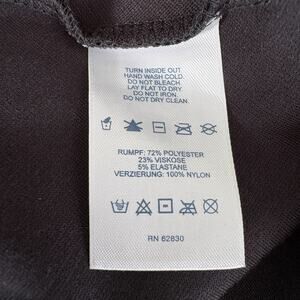 TURN INSIDE OUT.
HAND WASH COLD.
DO NOT BLEACH.
LAY FLAT TO DRY.
DO NOT IRON.
DO NOT DRY CLEAN.
RUMPF: 72% POLYESTER
23% VISKOSE
5% ELASTANE
VERZIERUNG: 100% NYLON
RN 62830